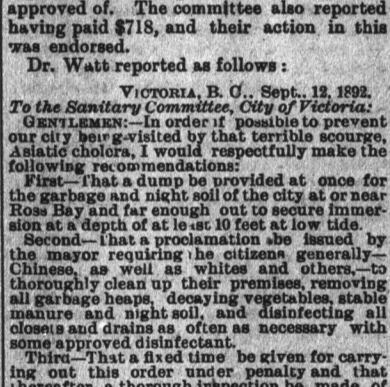 approved of. The committee also reported
having paid $718, and their action in this
was endorsed.
Dr. Watt reported as follows :
VICTORIA, B. C., Sept.. 12, 1892.
To the Sanitary Committee, City of Victoria:
GENTLEMEN:—In order if possible to prevent
our city being visited by that terrible scourge,
Asiatic cholera, I would respectfully make the
following recommendations:
First—That a dump be provided at once for
the garbage and night soil of the city at or near
Ross Bay and far enough out to secure immer-
sion at a depth of at least 10 feet at low tide.
Second—That a proclamation be issued by
the mayor requiring the citizens generally—
Chinese, as well as whites and others,—to
thoroughly clean up their premises, removing
all garbage heaps, decaying vegetables, stable
manure and night soil, and disinfecting all
closets and drains as often as necessary with
some approved disinfectant.
Third—That a fixed time be given for carry-
ing out this order under penalty and that
thereafter a thorough inspection be made